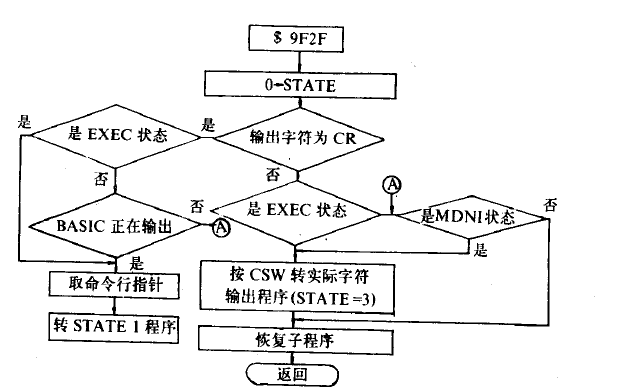 $ 9F2F
0→STATE
是
是 EXEC 状态
是
输出字符为 CR
否
否
Ⓐ
否
BASIC 正在输出
否
Ⓐ
是 EXEC 状态
是MDNI状态
是
是
取命令行指针
按 CSW 转实际字符
输出程序(STATE=3)
转 STATE 1 程序
恢复子程序
返回